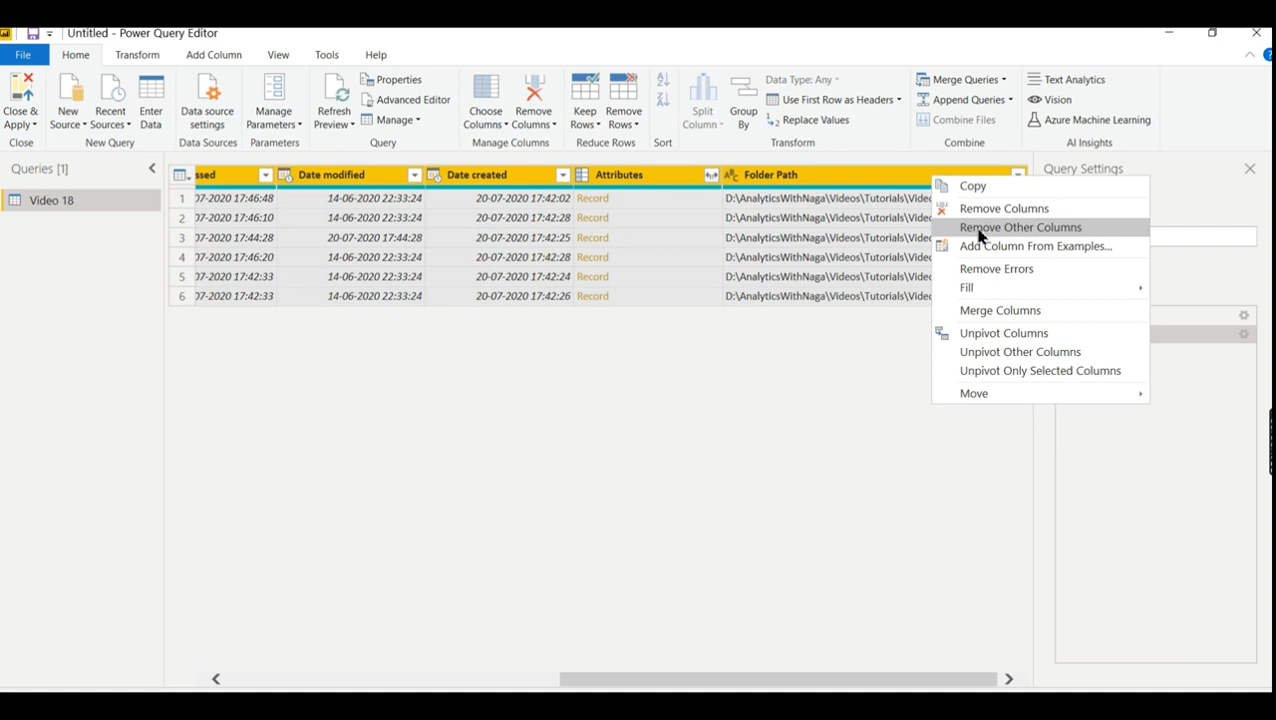 Untitled - Power Query Editor
File Home Transform Add Column View Tools Help
Close & Apply
New Source
Recent Sources
Enter Data
Data source settings
Manage Parameters
Refresh Preview
Properties
Advanced Editor
Manage
Choose Columns
Remove Columns
Keep Rows
Remove Rows
Split Column
Group By
Data Type: Any
Use First Row as Headers
Replace Values
Merge Queries
Append Queries
Combine Files
Text Analytics
Vision
Azure Machine Learning
Close New Query Data Sources Parameters Query Manage Columns Reduce Rows Sort Transform Combine AI Insights
Queries [1]
Video 18
ssed Date modified Date created Attributes Folder Path
1 07-2020 17:46:48 14-06-2020 22:33:24 20-07-2020 17:42:02 Record D:\AnalyticsWithNaga\Videos\Tutorials\Video
2 07-2020 17:46:10 14-06-2020 22:33:24 20-07-2020 17:42:28 Record D:\AnalyticsWithNaga\Videos\Tutorials\Video
3 07-2020 17:44:28 20-07-2020 17:44:28 20-07-2020 17:42:25 Record D:\AnalyticsWithNaga\Videos\Tutorials\Video
4 07-2020 17:46:20 14-06-2020 22:33:24 20-07-2020 17:42:28 Record D:\AnalyticsWithNaga\Videos\Tutorials\Video
5 07-2020 17:42:33 14-06-2020 22:33:24 20-07-2020 17:42:24 Record D:\AnalyticsWithNaga\Videos\Tutorials\Video
6 07-2020 17:42:33 14-06-2020 22:33:24 20-07-2020 17:42:26 Record D:\AnalyticsWithNaga\Videos\Tutorials\Video
Query Settings
Copy
Remove Columns
Remove Other Columns
Add Column From Examples...
Remove Errors
Fill
Merge Columns
Unpivot Columns
Unpivot Other Columns
Unpivot Only Selected Columns
Move